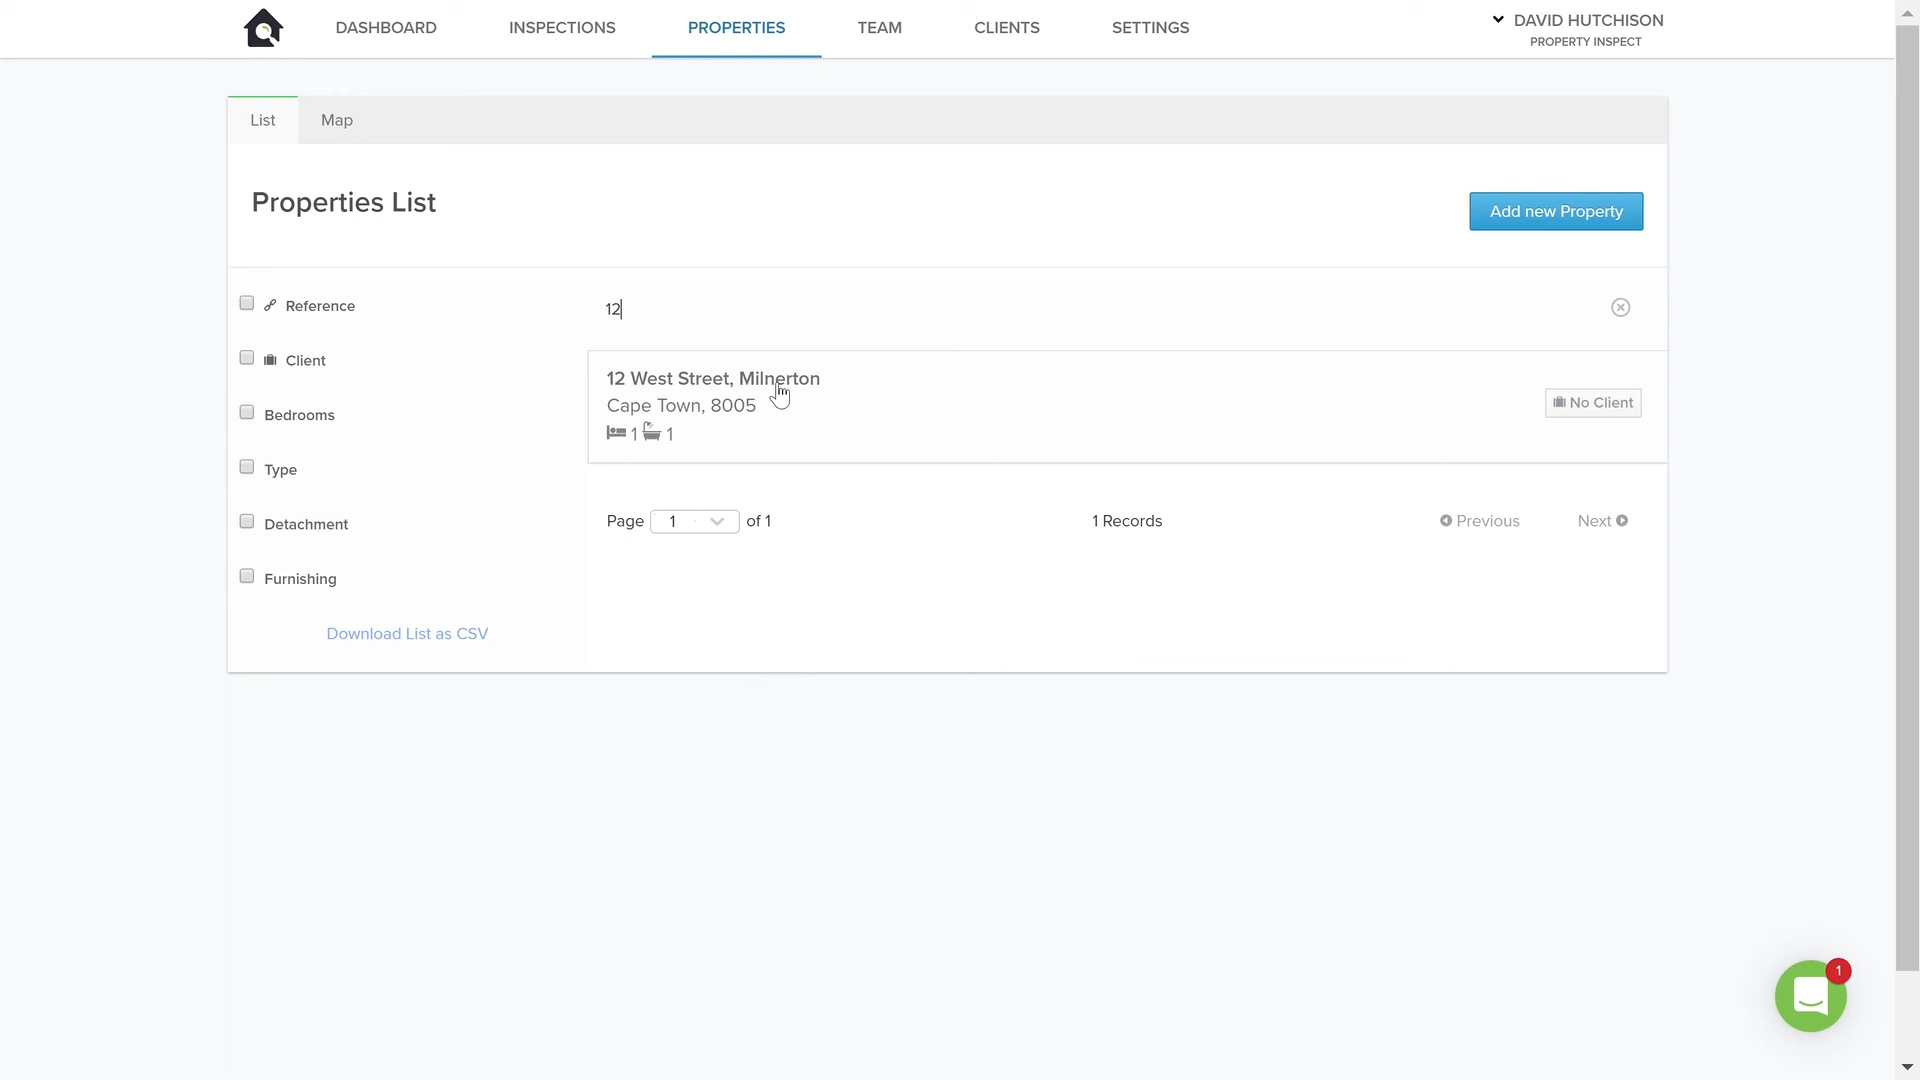 DASHBOARD INSPECTIONS PROPERTIES TEAM CLIENTS SETTINGS DAVID HUTCHISON
PROPERTY INSPECT
List Map
Properties List
Add new Property
Reference
12
Client
12 West Street, Milnerton
Cape Town, 8005
No Client
1 1
Bedrooms
Type
Detachment
Page 1 of 1 1 Records Previous Next
Furnishing
Download List as CSV
1